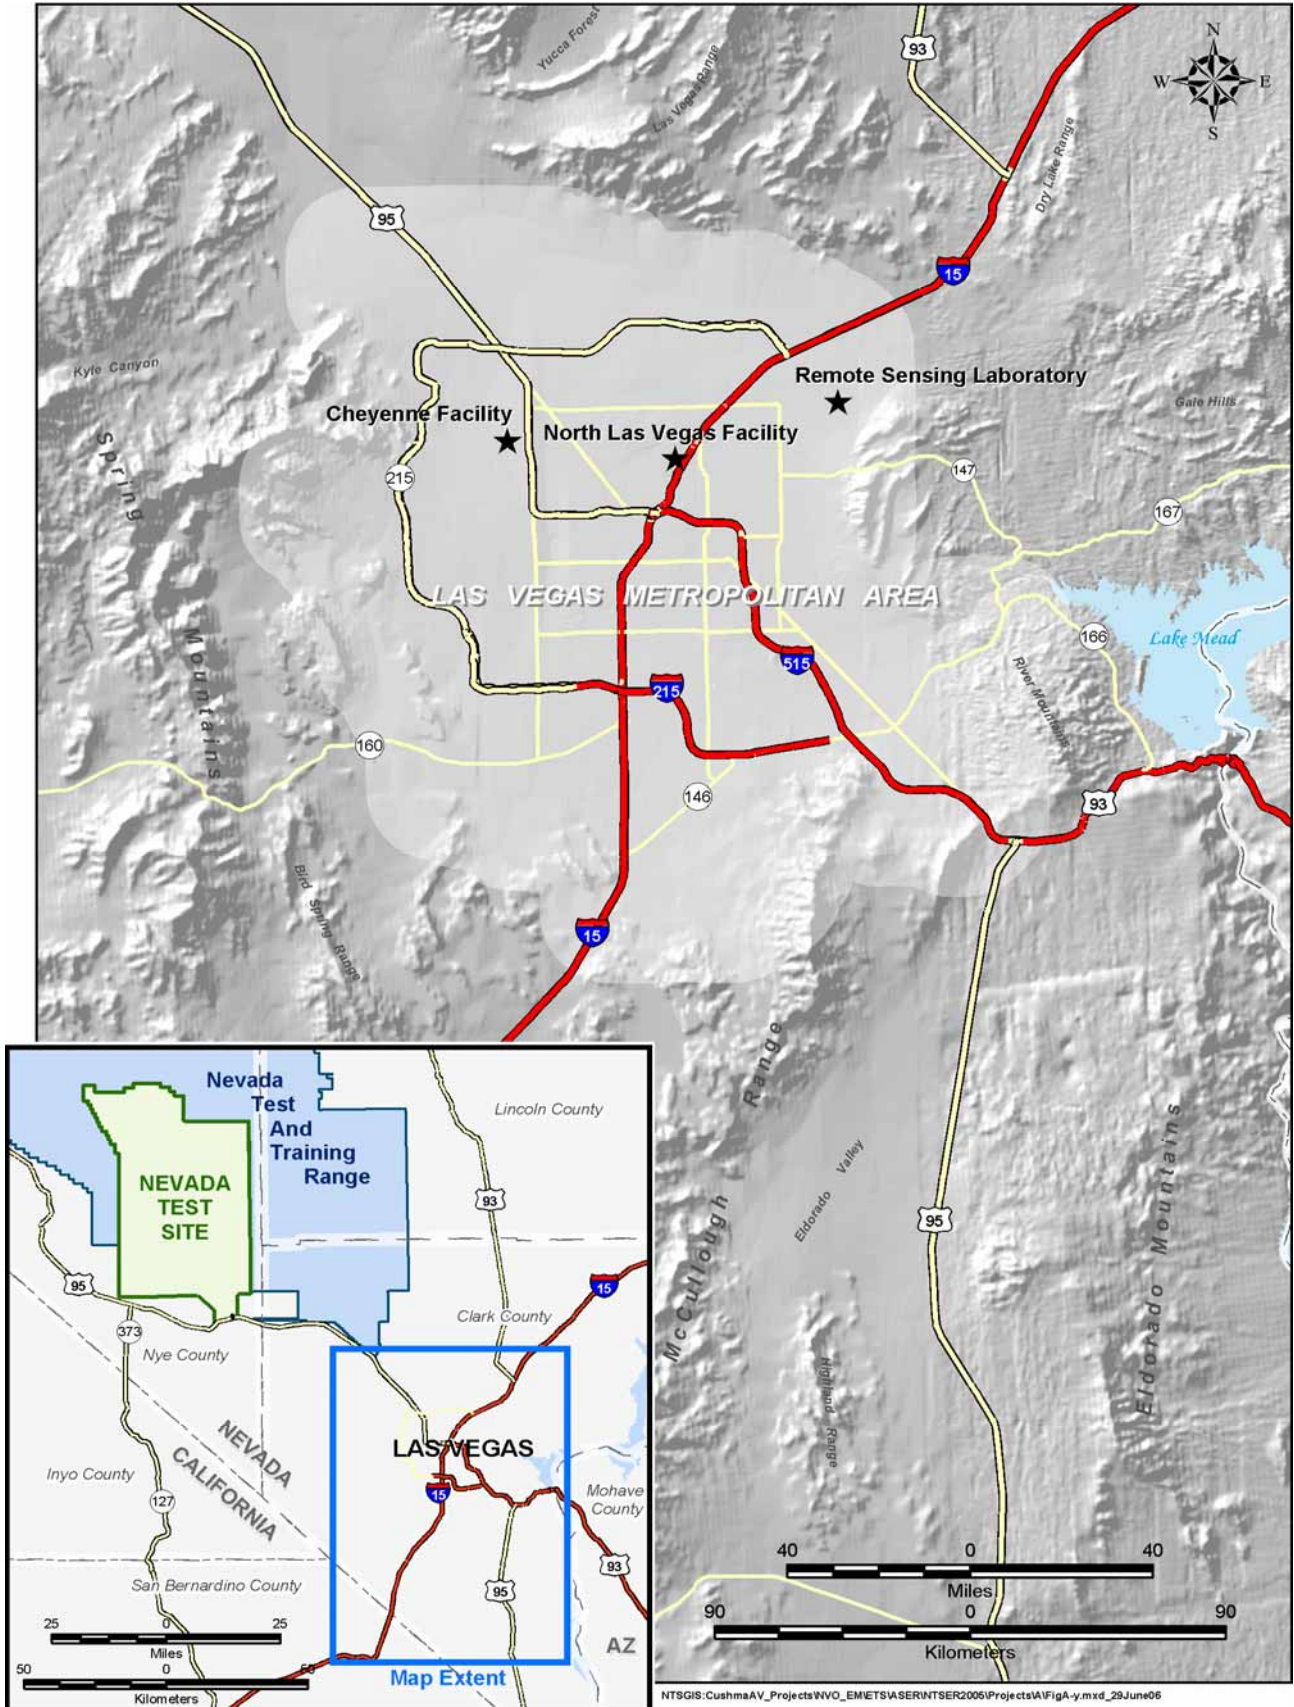 Yucca Forest
Las Vegas Range
93
N
W
E
S
Dry Lake Range
95
15
Kyle Canyon
Remote Sensing Laboratory
Gale Hills
Cheyenne Facility
North Las Vegas Facility
Spring
Mountains
215
147
167
LAS VEGAS METROPOLITAN AREA
166
Lake Mead
River Mountains
515
215
160
146
93
Bird Spring Range
15
McCullough Range
Eldorado Valley
Eldorado Mountains
95
Highland Range
40 0 40
Miles
90 0 90
Kilometers
Nevada
Test
And
Training
Range
Lincoln County
NEVADA
TEST
SITE
93
95
15
373
Clark County
Nye County
LAS VEGAS
NEVADA
CALIFORNIA
Inyo County
15
127
Mohave
County
93
95
San Bernardino County
25 0 25
Miles
AZ
50 0 50
Kilometers
Map Extent
NTSGIS:CushmaAV_Projects\NVO_EM\ETS\ASER\NTSER2005\Projects\A\FigA-y.mxd_29June06